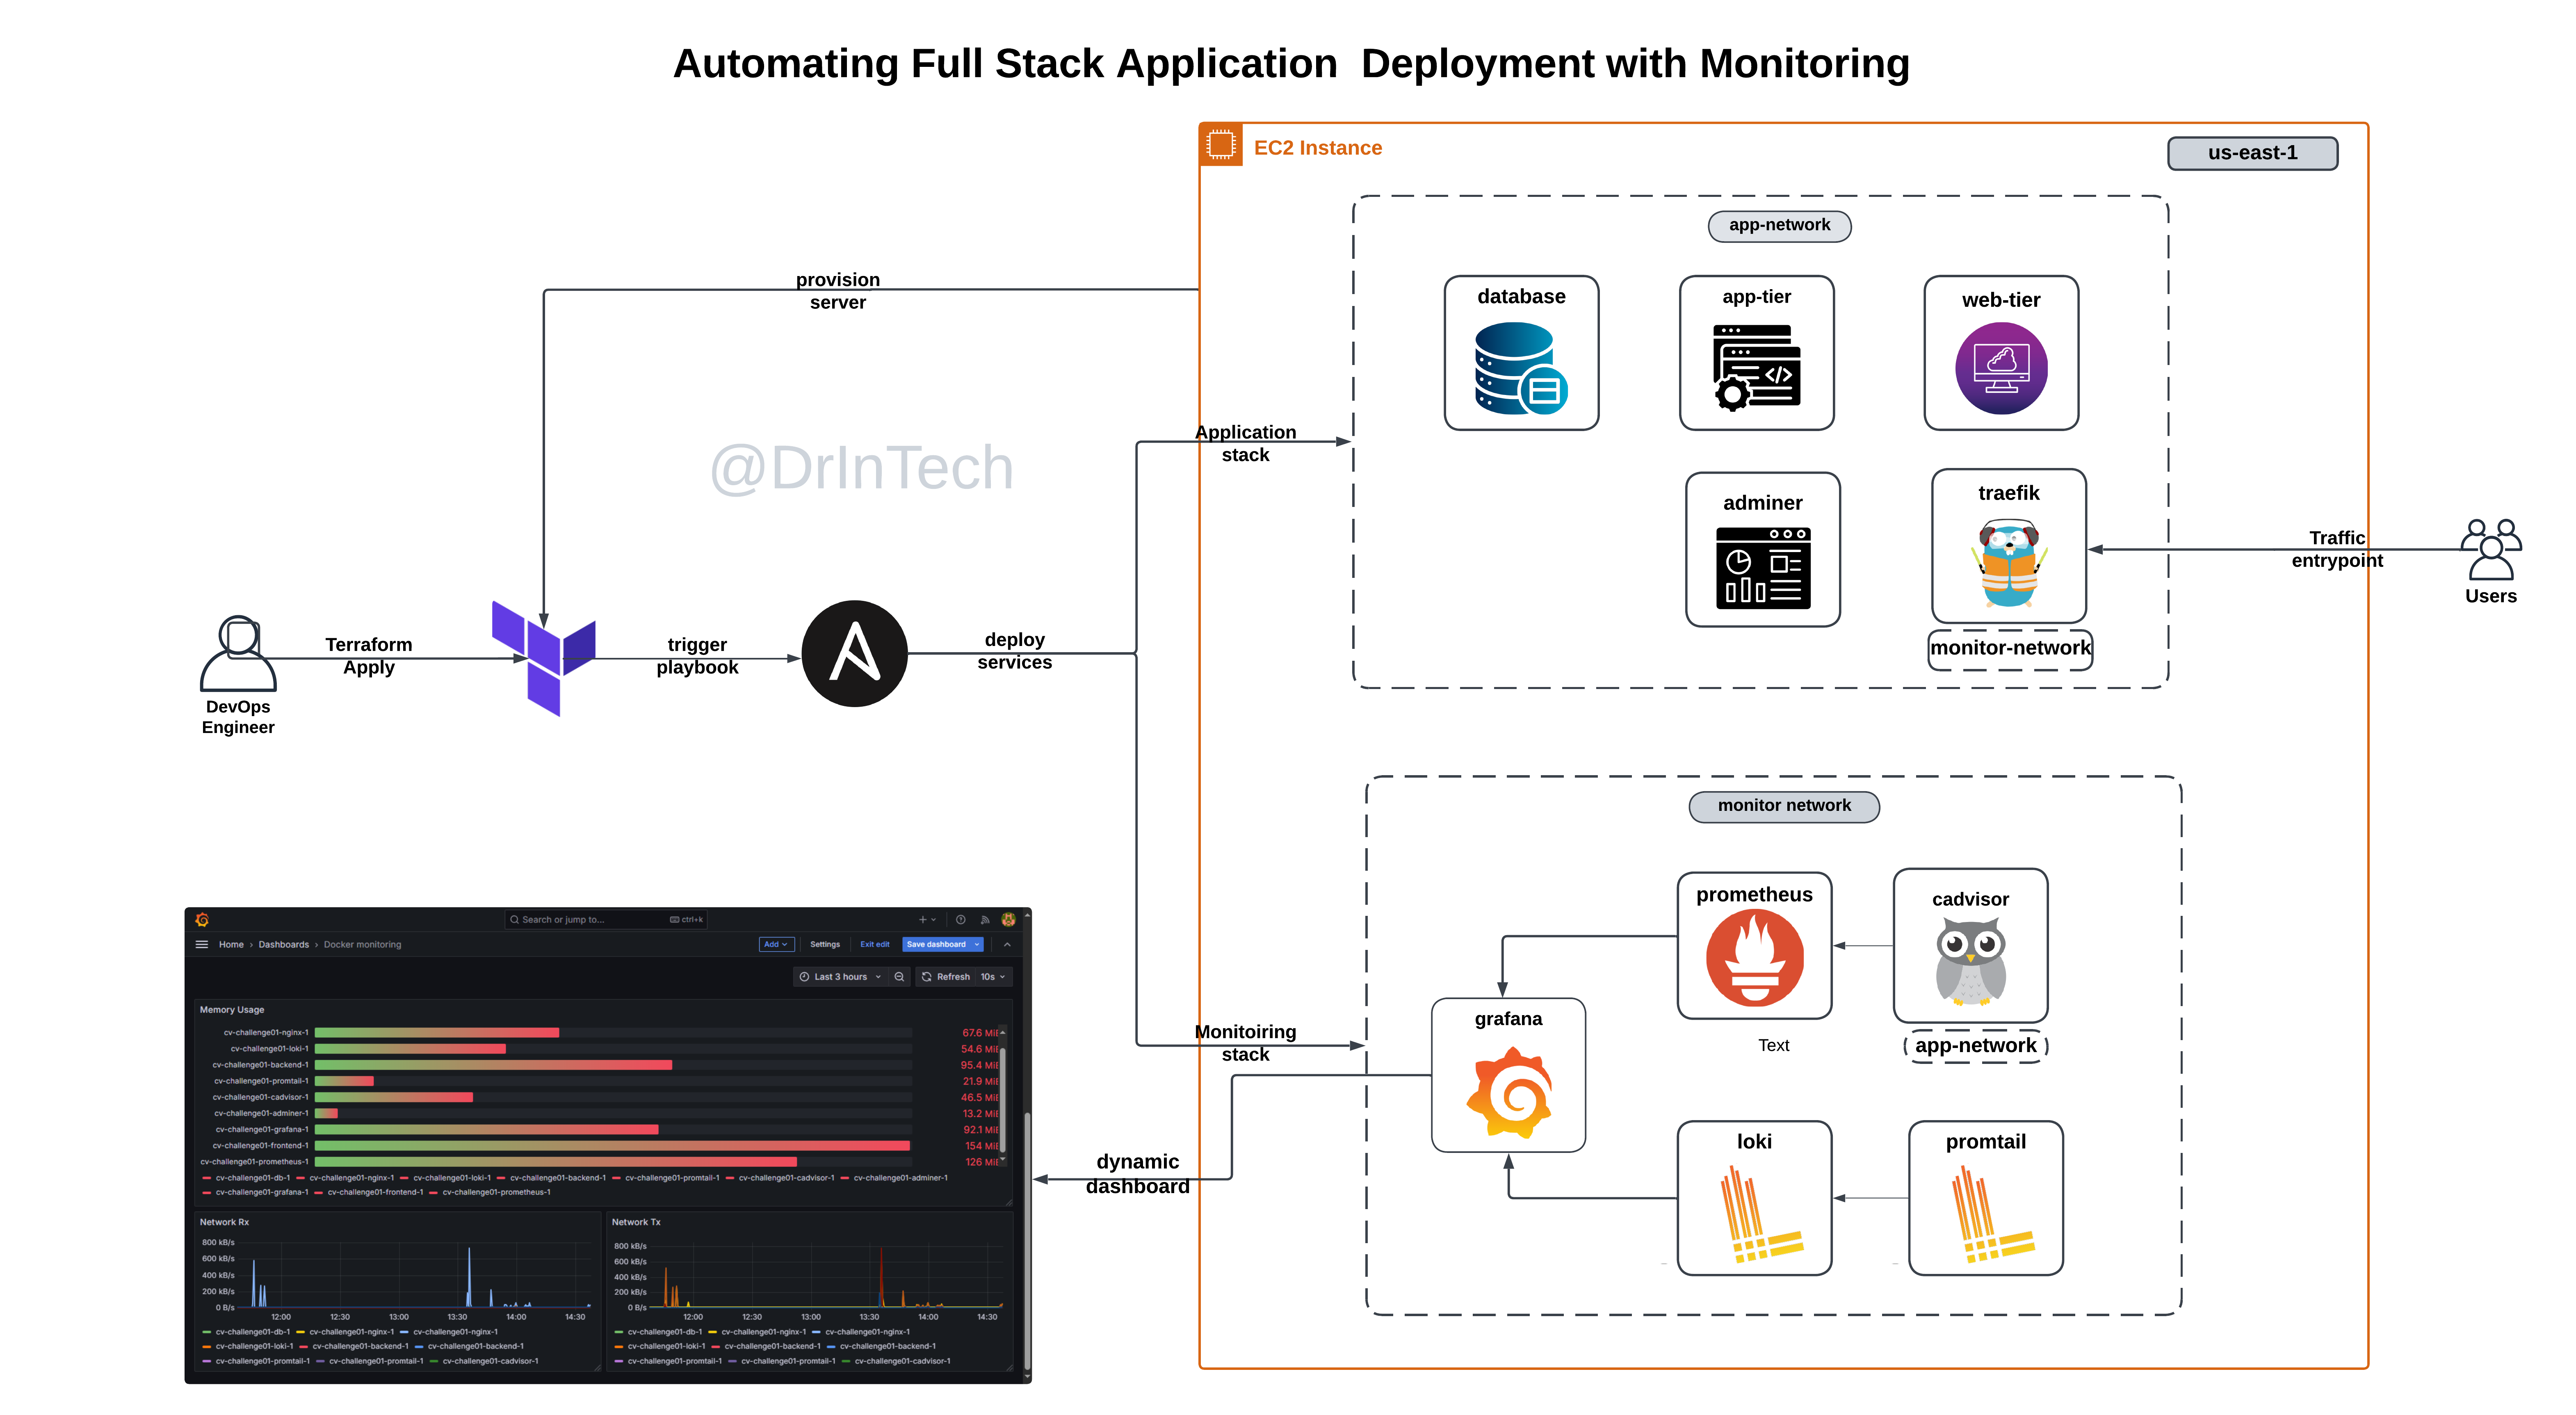 Automating Full Stack Application  Deployment with Monitoring
EC2 Instance
us-east-1
app-network
database
app-tier
web-tier
provision
server
Application
stack
@DrInTech
adminer
traefik
monitor-network
Traffic
entrypoint
Users
Terraform
Apply
trigger
playbook
deploy
services
DevOps
Engineer
monitor network
prometheus
cadvisor
Text
app-network
grafana
Monitoiring
stack
loki
promtail
dynamic
dashboard
Search or jump to...
ctrl+k
Home › Dashboards › Docker monitoring
Add
Settings
Exit edit
Save dashboard
Last 3 hours
Refresh
10s
Memory Usage
cv-challenge01-nginx-1 67.6 MiE
cv-challenge01-loki-1 54.6 MiE
cv-challenge01-backend-1 95.4 MiE
cv-challenge01-promtail-1 21.9 MiE
cv-challenge01-cadvisor-1 46.5 MiE
cv-challenge01-adminer-1 13.2 MiE
cv-challenge01-grafana-1 92.1 MiE
cv-challenge01-frontend-1 154 MiE
cv-challenge01-prometheus-1 126 MiE
cv-challenge01-db-1 cv-challenge01-nginx-1 cv-challenge01-loki-1 cv-challenge01-backend-1 cv-challenge01-promtail-1 cv-challenge01-cadvisor-1 cv-challenge01-adminer-1
cv-challenge01-grafana-1 cv-challenge01-frontend-1 cv-challenge01-prometheus-1
Network Rx
800 kB/s
600 kB/s
400 kB/s
200 kB/s
0 B/s
12:00 12:30 13:00 13:30 14:00 14:30
cv-challenge01-db-1 cv-challenge01-nginx-1 cv-challenge01-nginx-1
cv-challenge01-loki-1 cv-challenge01-backend-1 cv-challenge01-backend-1
cv-challenge01-promtail-1 cv-challenge01-promtail-1 cv-challenge01-cadvisor-1
Network Tx
800 kB/s
600 kB/s
400 kB/s
200 kB/s
0 B/s
12:00 12:30 13:00 13:30 14:00 14:30
cv-challenge01-db-1 cv-challenge01-nginx-1 cv-challenge01-nginx-1
cv-challenge01-loki-1 cv-challenge01-backend-1 cv-challenge01-backend-1
cv-challenge01-promtail-1 cv-challenge01-promtail-1 cv-challenge01-cadvisor-1